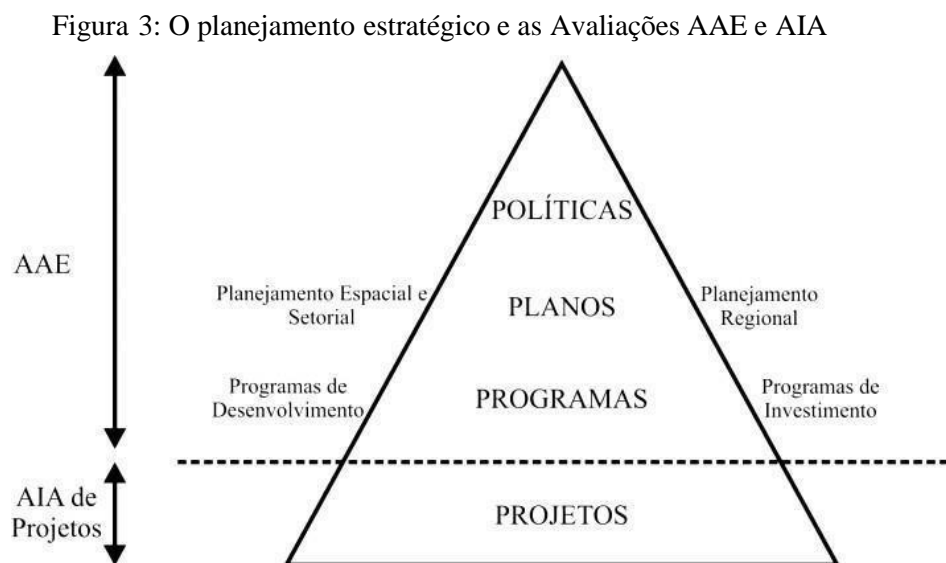 Figura 3: O planejamento estratégico e as Avaliações AAE e AIA
POLÍTICAS
AAE
Planejamento Espacial e
Setorial
PLANOS
Planejamento
Regional
Programas de
Desenvolvimento
PROGRAMAS
Programas de
Investimento
AIA de
Projetos
PROJETOS